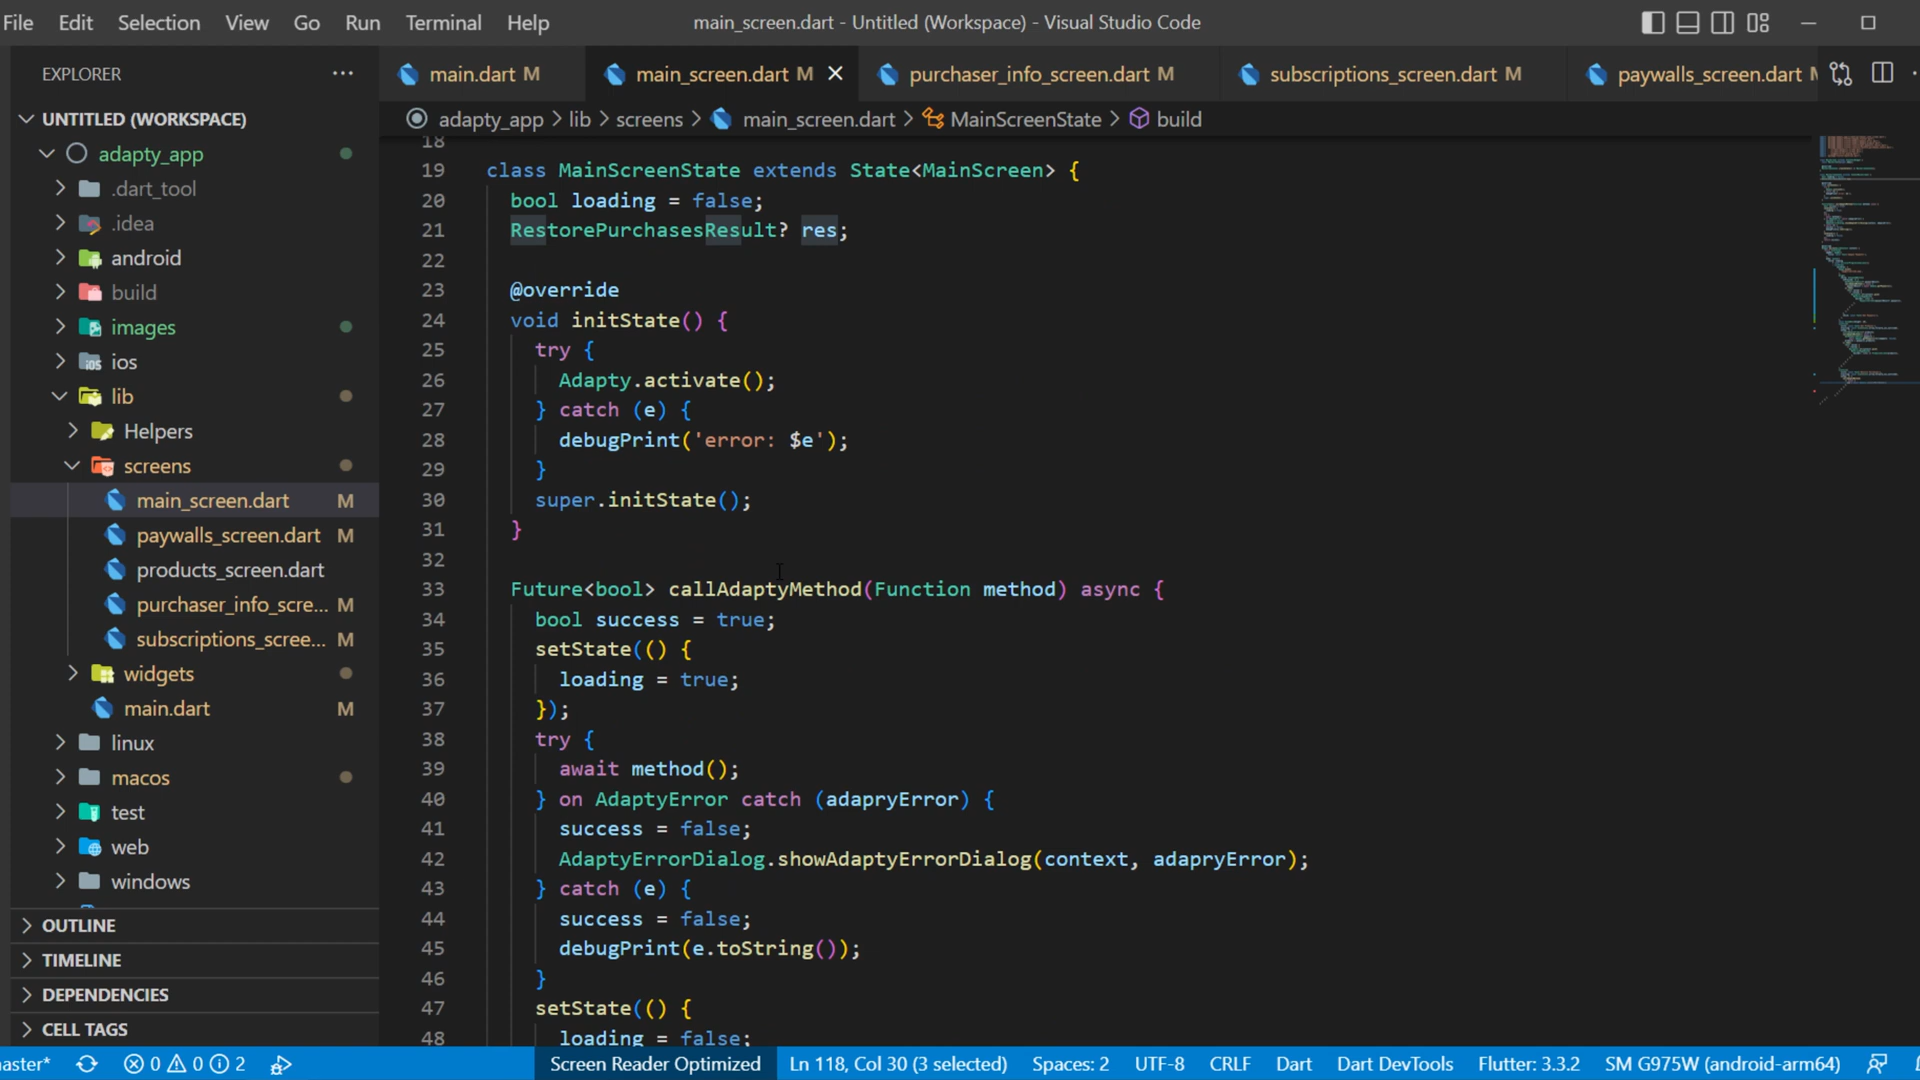 File Edit Selection View Go Run Terminal Help
main_screen.dart - Untitled (Workspace) - Visual Studio Code
EXPLORER
main.dart M
main_screen.dart M
purchaser_info_screen.dart M
subscriptions_screen.dart M
paywalls_screen.dart
adapty_app > lib > screens > main_screen.dart > MainScreenState > build
UNTITLED (WORKSPACE)
adapty_app
.dart_tool
.idea
android
build
images
ios
lib
Helpers
screens
main_screen.dart M
paywalls_screen.dart M
products_screen.dart
purchaser_info_scre... M
subscriptions_scree... M
widgets
main.dart M
linux
macos
test
web
windows
OUTLINE
TIMELINE
DEPENDENCIES
CELL TAGS
18
19 class MainScreenState extends State<MainScreen> {
20 bool loading = false;
21 RestorePurchasesResult? res;
22
23 @override
24 void initState() {
25 try {
26 Adapty.activate();
27 } catch (e) {
28 debugPrint('error: $e');
29 }
30 super.initState();
31 }
32
33 Future<bool> callAdaptyMethod(Function method) async {
34 bool success = true;
35 setState(() {
36 loading = true;
37 });
38 try {
39 await method();
40 } on AdaptyError catch (adapryError) {
41 success = false;
42 AdaptyErrorDialog.showAdaptyErrorDialog(context, adapryError);
43 } catch (e) {
44 success = false;
45 debugPrint(e.toString());
46 }
47 setState(() {
48 loading = false;
aster* 0 0 2 Screen Reader Optimized Ln 118, Col 30 (3 selected) Spaces: 2 UTF-8 CRLF Dart Dart DevTools Flutter: 3.3.2 SM G975W (android-arm64)